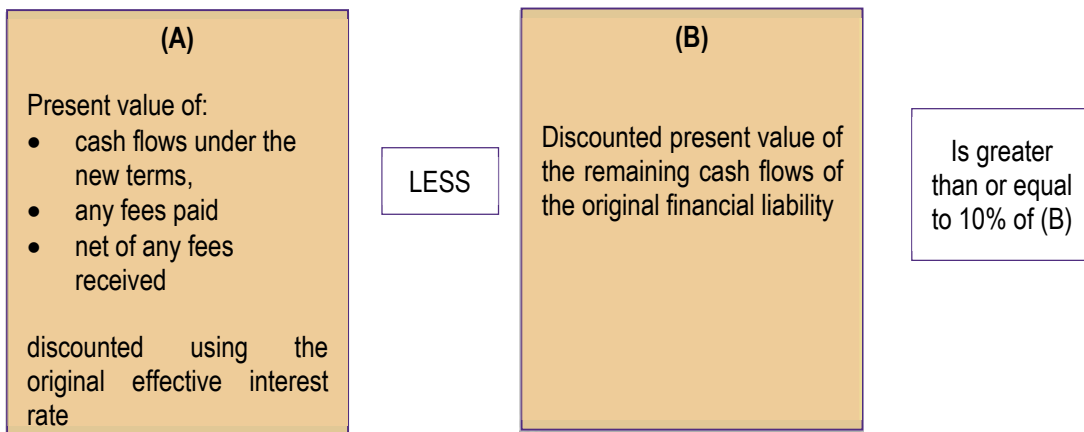 (A)
Present value of:
• cash flows under the
new terms,
• any fees paid
• net of any fees
received
discounted using the
original effective interest
rate
LESS
(B)
Discounted present value of
the remaining cash flows of
the original financial liability
Is greater
than or equal
to 10% of (B)